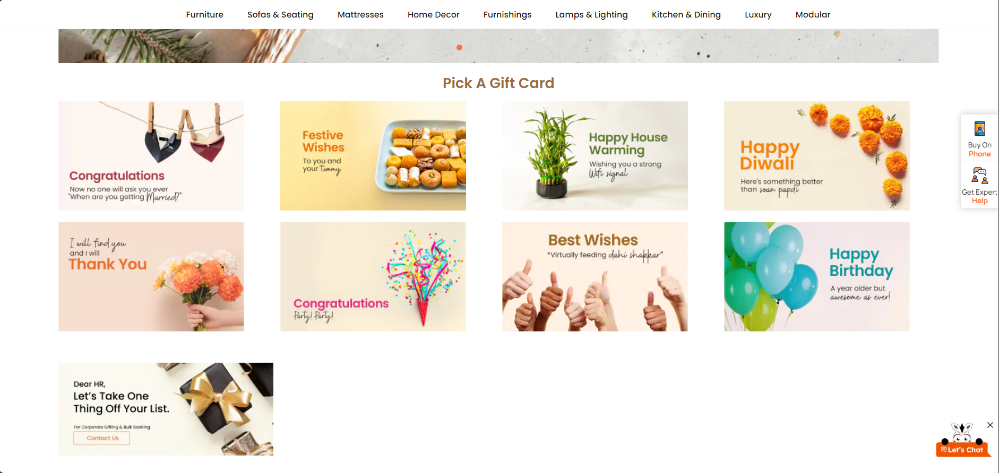 Furniture
Sofas & Seating
Mattresses
Home Decor
Furnishings
Lamps & Lighting
Kitchen & Dining
Luxury
Modular
Pick A Gift Card
Congratulations
Now no one will ask you ever
"When are you getting Married?"
Festive
Wishes
To you and
your Tummy
Happy House
Warming
Wishing you a strong
Wifi signal
Happy
Diwali
Here's something better
than soan papdi
Buy On
Phone
Get Expert
Help
I will find you
and I will
Thank You
Congratulations
Party! Party!
Best Wishes
*Virtually feeding dahi shakkar*
Happy
Birthday
A year older but
awesome as ever!
Dear HR,
Let's Take One
Thing Off Your List.
For Corporate Gifting & Bulk Booking
Contact Us
Let's Chat